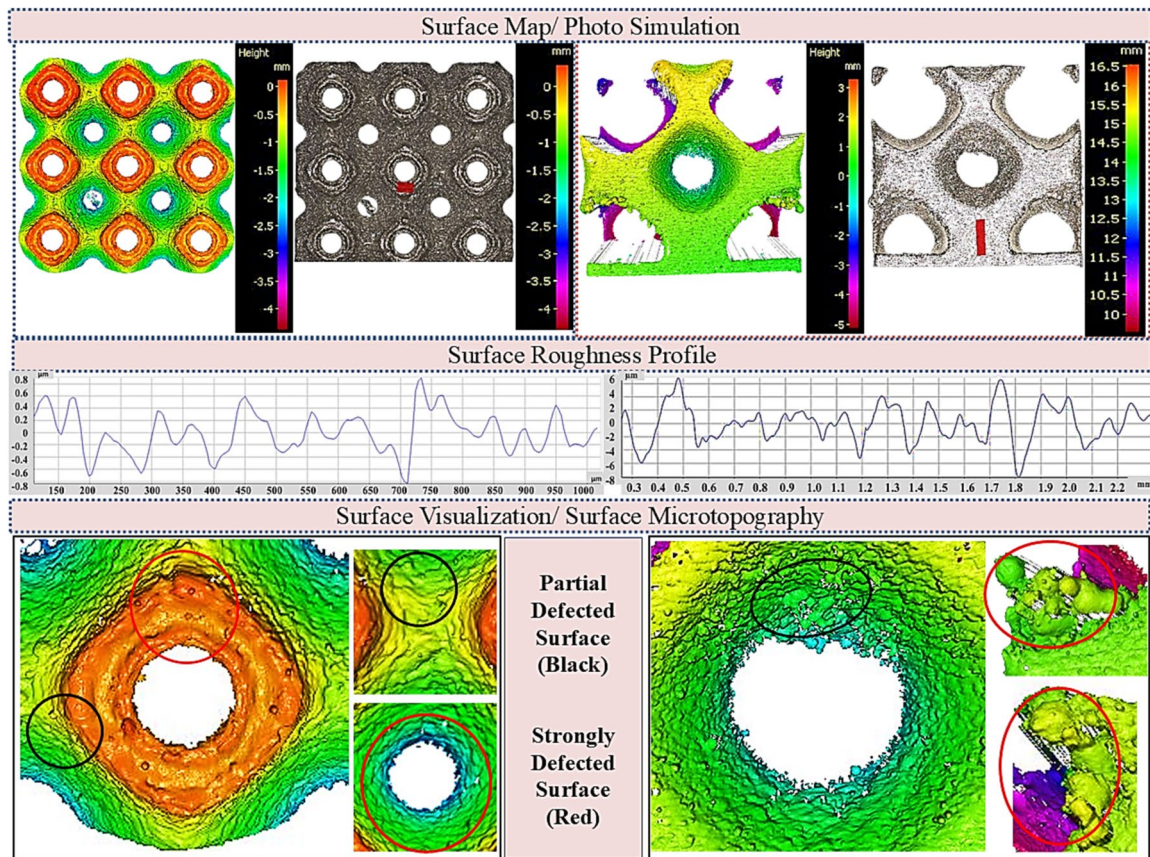 Surface Map/ Photo Simulation
Height
mm
0
-0.5
-1
-1.5
-2
-2.5
-3
-3.5
-4
mm
0
-0.5
-1
-1.5
-2
-2.5
-3
-3.5
-4
Height
mm
3
2
1
0
-1
-2
-3
-4
-5
mm
16.5
16
15.5
15
14.5
14
13.5
13
12.5
12
11.5
11
10.5
10
Surface Roughness Profile
µm
0.8
0.6
0.4
0.2
0
-0.2
-0.4
-0.6
-0.8
150 200 250 300 350 400 450 500 550 600 650 700 750 800 850 900 950 1000
µm
µm
6
4
2
0
-2
-4
-6
-8
0.3 0.4 0.5 0.6 0.7 0.8 0.9 1.0 1.1 1.2 1.3 1.4 1.5 1.6 1.7 1.8 1.9 2.0 2.1 2.2
mm
Surface Visualization/ Surface Microtopography
Partial
Defected
Surface
(Black)
Strongly
Defected
Surface
(Red)